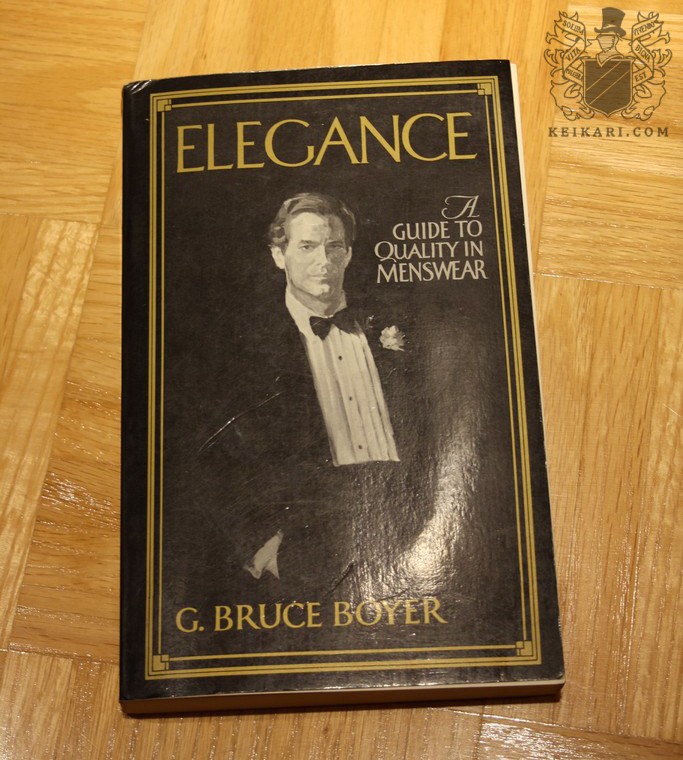 ELEGANCE
A
GUIDE TO
QUALITY IN
MENSWEAR
G. BRUCE BOYER
KEIKARI.COM